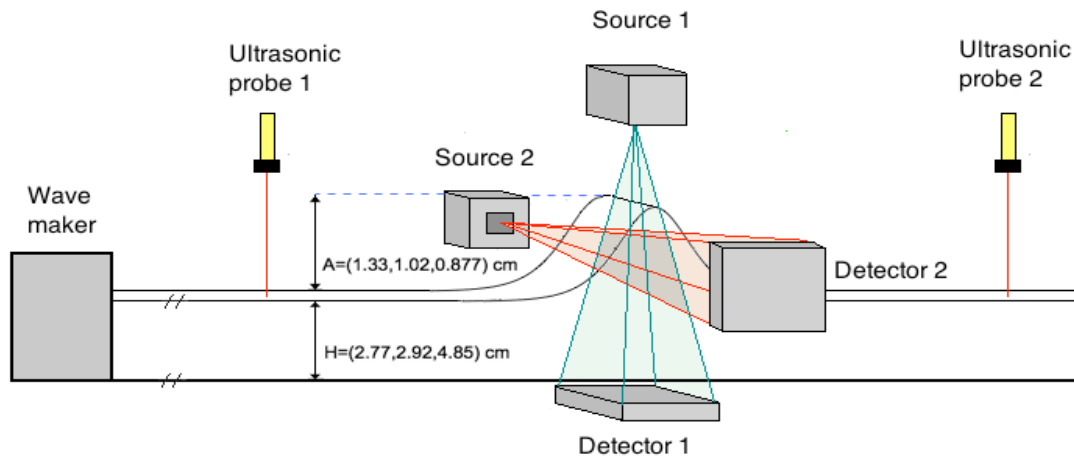 Source 1
Ultrasonic
probe 1
Ultrasonic
probe 2
Source 2
Wave
maker
A=(1.33,1.02,0.877) cm
Detector 2
H=(2.77,2.92,4.85) cm
Detector 1